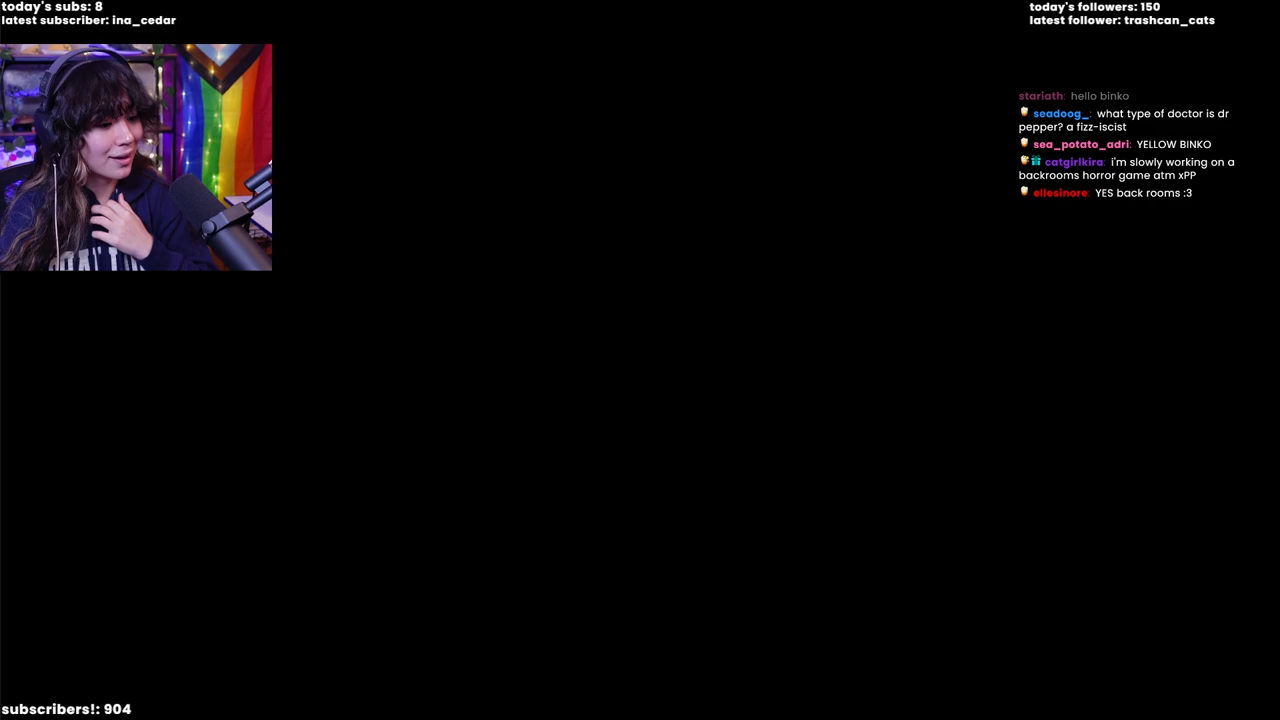 today's subs: 8
latest subscriber: ina_cedar
today's followers: 150
latest follower: trashcan_cats
stariath: hello binko
seadoog_: what type of doctor is dr
pepper? a fizz-iscist
sea_potato_adri: YELLOW BINKO
catgirlkira: i'm slowly working on a
backrooms horror game atm xPP
ellesinore: YES back rooms :3
subscribers!: 904